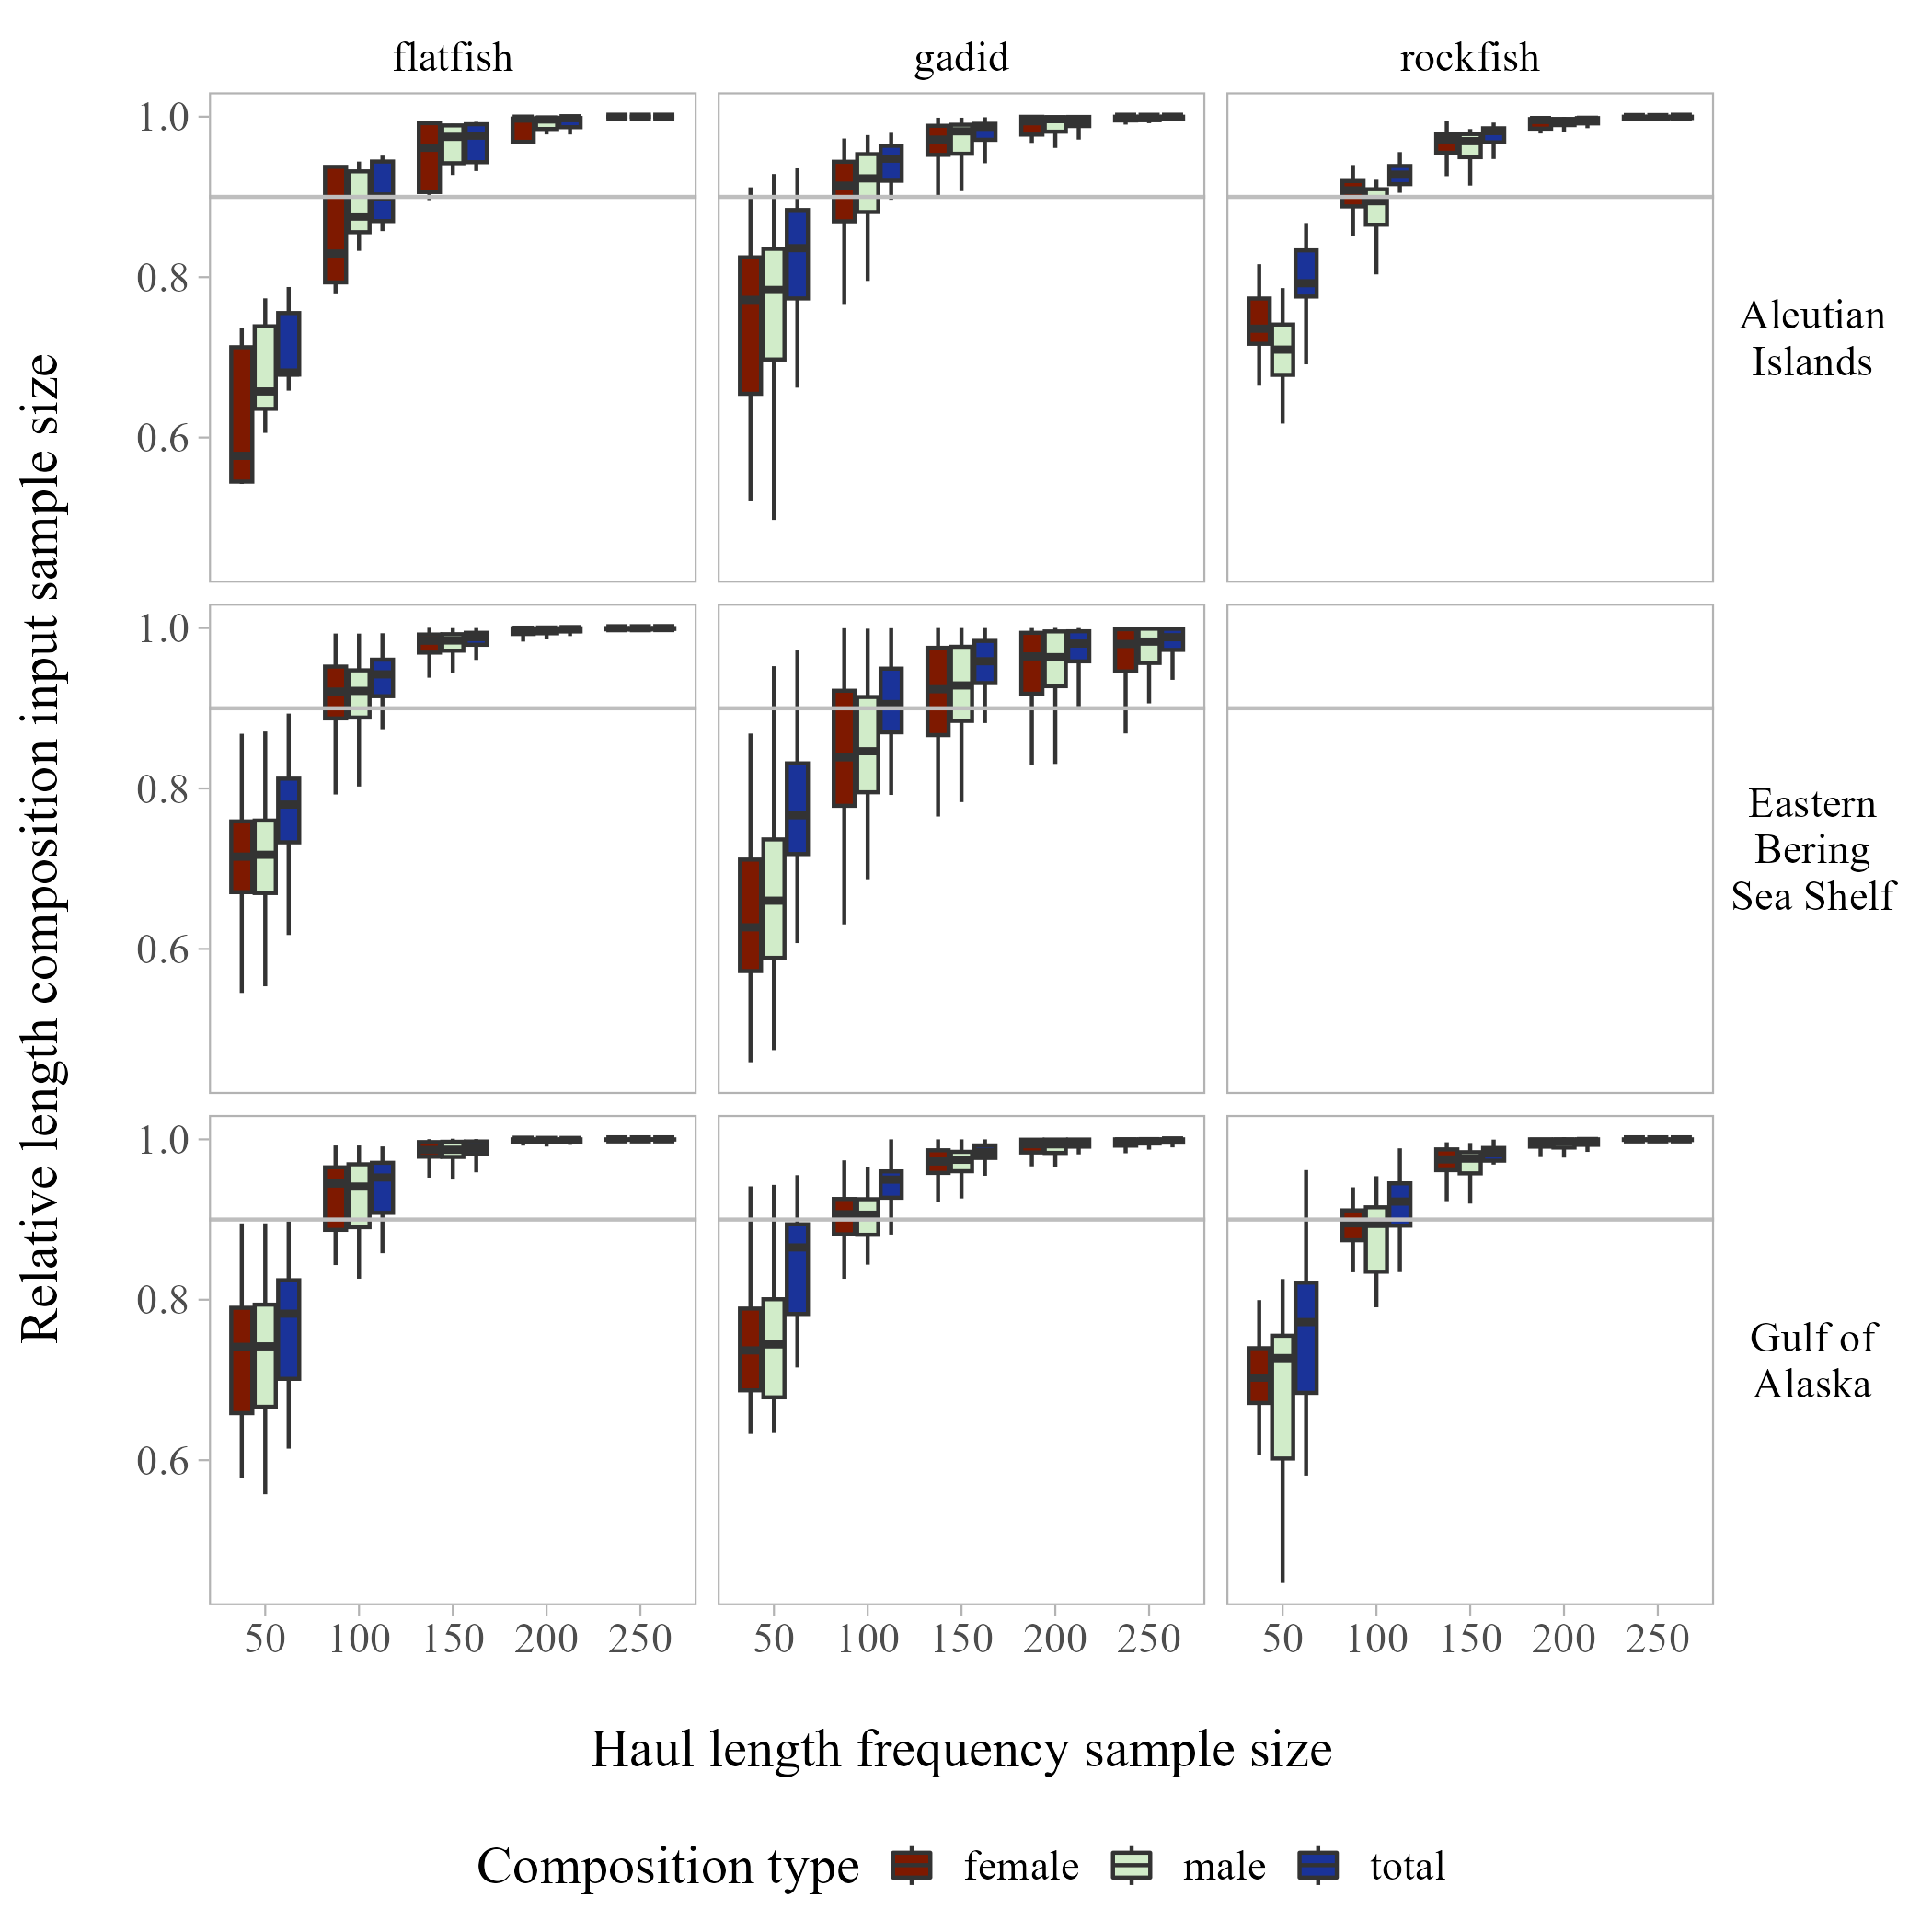 flatfish gadid rockfish
1.0
0.8
0.6
Aleutian
Islands
1.0
0.8
0.6
Eastern
Bering
Sea Shelf
1.0
0.8
0.6
Gulf of
Alaska
Relative length composition input sample size
50 100 150 200 250 50 100 150 200 250 50 100 150 200 250
Haul length frequency sample size
Composition type female male total